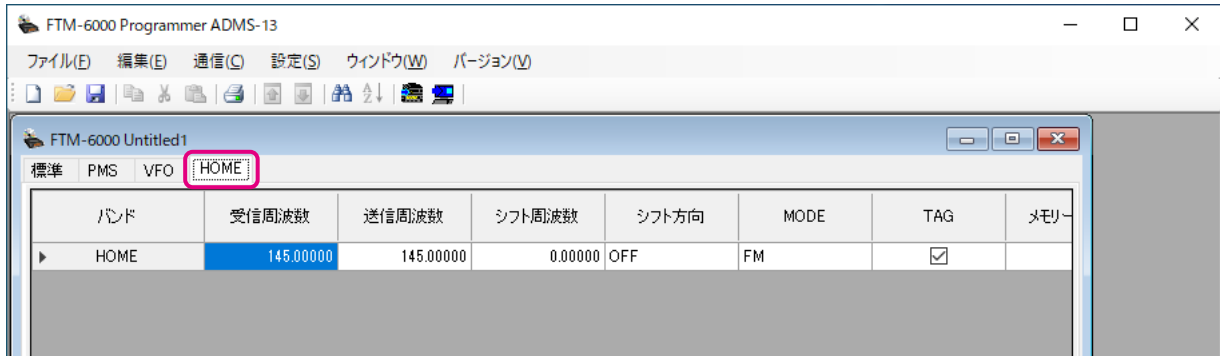 FTM-6000 Programmer ADMS-13
ファイル(F) 編集(E) 通信(C) 設定(S) ウィンドウ(W) バージョン(V)
FTM-6000 Untitled1
標準 PMS VFO HOME
バンド 受信周波数 送信周波数 シフト周波数 シフト方向 MODE TAG メモリー
HOME 145.00000 145.00000 0.00000 OFF FM